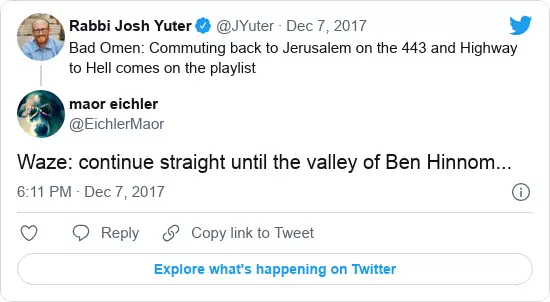 Rabbi Josh Yuter @JYuter · Dec 7, 2017
Bad Omen: Commuting back to Jerusalem on the 443 and Highway
to Hell comes on the playlist
maor eichler
@EichlerMaor
Waze: continue straight until the valley of Ben Hinnom...
6:11 PM · Dec 7, 2017
Reply
Copy link to Tweet
Explore what's happening on Twitter